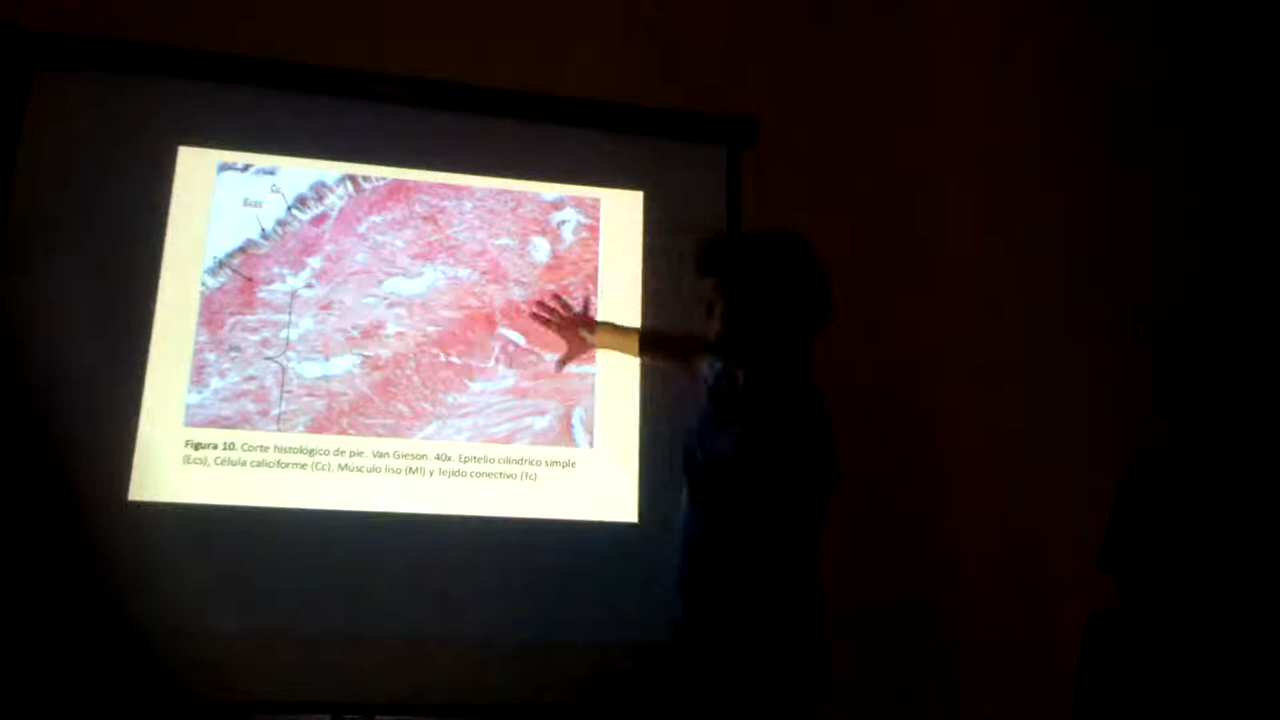 Cc
Figura 10. Corte histológico de pie. Van Gieson. 40x. Epitelio cilíndrico simple
(Ecs), Célula caliciforme (Cc), Músculo liso (Ml) y Tejido conectivo (Tc).